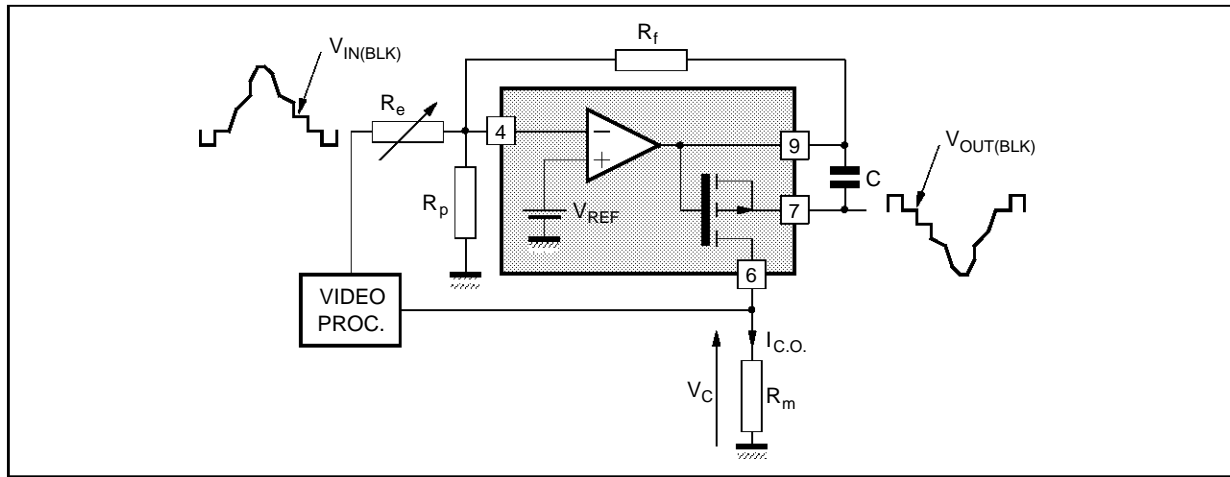 V_IN(BLK)
R_f
R_e
4
−
+
9
V_OUT(BLK)
C
R_p
V_REF
7
6
VIDEO
PROC.
I_C.O.
V_C
R_m